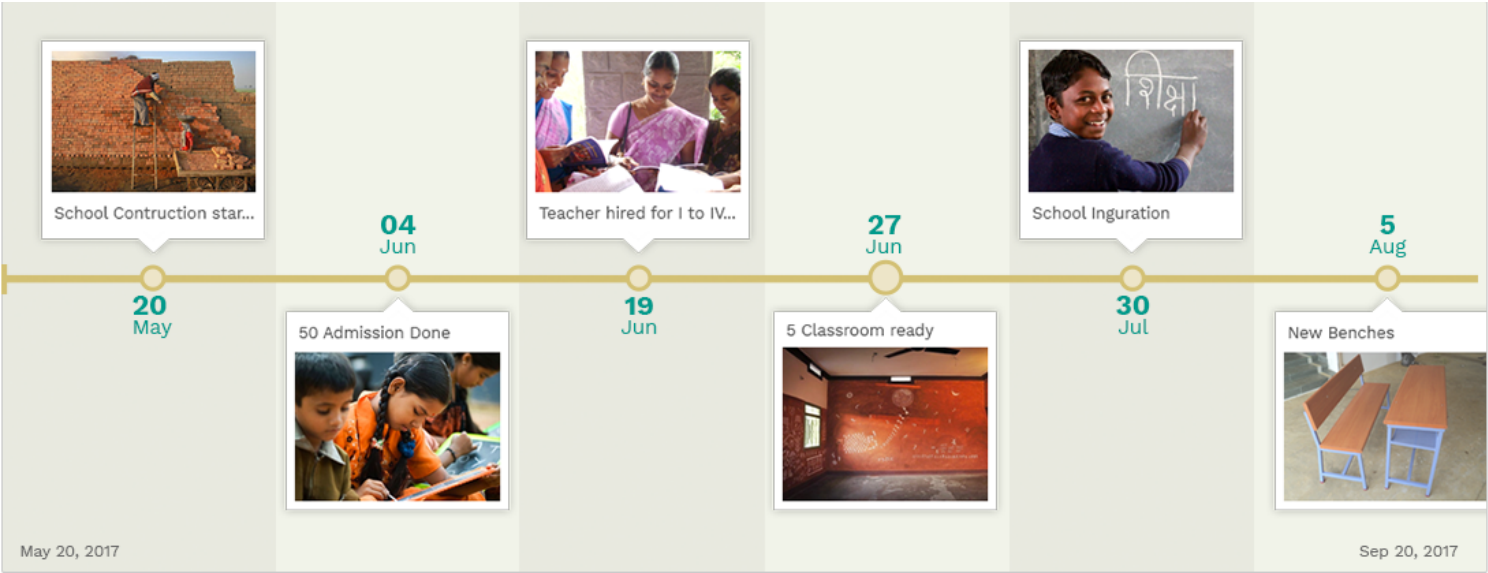 School Contruction star...
20
May
04
Jun
50 Admission Done
Teacher hired for I to IV...
19
Jun
27
Jun
5 Classroom ready
शिक्षा
School Inguration
30
Jul
5
Aug
New Benches
May 20, 2017
Sep 20, 2017